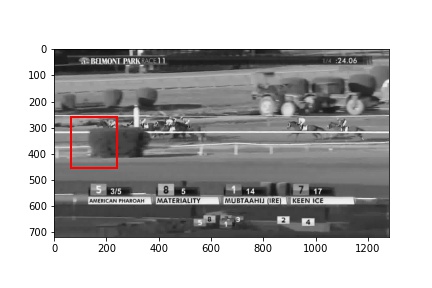 BELMONT PARK RACE 11
1/4 :24.06
5 3/5 8 5 1 14 7 17
AMERICAN PHAROAH MATERIALITY MUBTAAHIJ (IRE) KEEN ICE
5 8 1 3 2 4
0
100
200
300
400
500
600
700
0 200 400 600 800 1000 1200